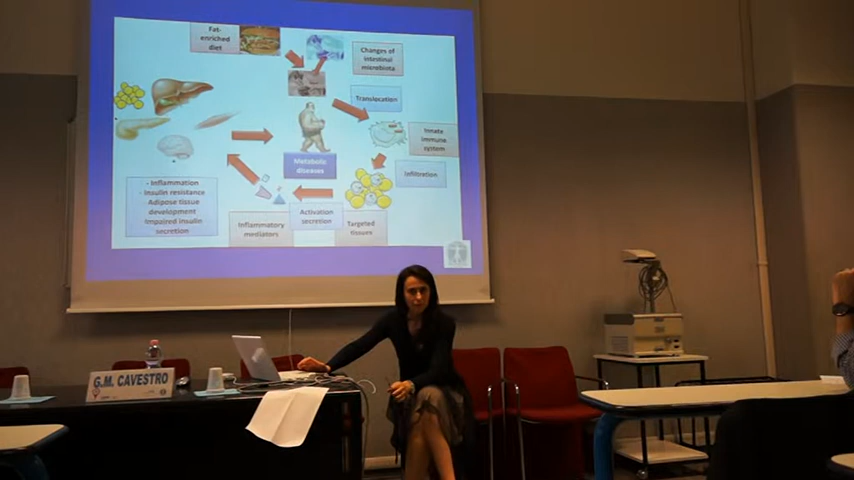 Fat-
enriched
diet
Changes of
intestinal
microbiota
Translocation
Innate
immune
system
Metabolic
diseases
Infiltration
- Inflammation
- Insulin resistance
Adipose tissue
development
Impaired insulin
secretion
Inflammatory
mediators
Activation
secretion
Targeted
tissues
G.M. CAVESTRO